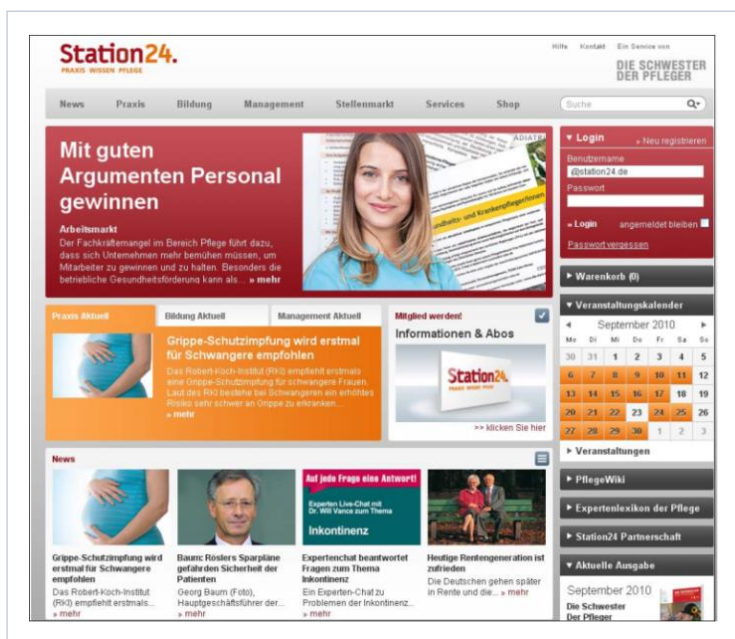 Station24.
PRAXIS WISSEN PFLEGE
Hilfe Kontakt Ein Service von
DIE SCHWESTER
DER PFLEGER
News Praxis Bildung Management Stellenmarkt Services Shop
Suche
Mit guten
Argumenten Personal
gewinnen
Arbeitsmarkt
Der Fachkräftemangel im Bereich Pflege führt dazu,
dass sich Unternehmen mehr bemühen müssen, um
Mitarbeiter zu gewinnen und zu halten. Besonders die
betriebliche Gesundheitsförderung kann als... » mehr
▼ Login » Neu registrieren
Benutzername
@station24.de
Passwort
» Login angemeldet bleiben
Passwort vergessen
► Warenkorb (0)
▼ Veranstaltungskalender
◄ September 2010 ►
Mo Di Mi Do Fr Sa So
30 31 1 2 3 4 5
6 7 8 9 10 11 12
13 14 15 16 17 18 19
20 21 22 23 24 25 26
27 28 29 30 1 2 3
► Veranstaltungen
► PflegeWiki
► Expertenlexikon der Pflege
► Station24 Partnerschaft
▼ Aktuelle Ausgabe
September 2010
Die Schwester
Der Pfleger
Praxis Aktuell Bildung Aktuell Management Aktuell
Grippe-Schutzimpfung wird erstmal
für Schwangere empfohlen
Das Robert-Koch-Institut (RKI) empfiehlt erstmals
eine Grippe-Schutzimpfung für schwangere Frauen.
Laut des RKI bestehe bei Schwangeren ein erhöhtes
Risiko sehr schwer an Grippe zu erkranken...
» mehr
Mitglied werden!
Informationen & Abos
Station24.
PRAXIS WISSEN PFLEGE
>> klicken Sie hier
News
Grippe-Schutzimpfung wird
erstmal für Schwangere
empfohlen
Das Robert-Koch-Institut
(RKI) empfiehlt erstmals...
» mehr
Baum: Röslers Sparpläne
gefährden Sicherheit der
Patienten
Georg Baum (Foto),
Hauptgeschäftsführer der...
» mehr
Auf jede Frage eine Antwort!
Experten Live-Chat mit
Dr. Will Vance zum Thema
Inkontinenz
Expertenchat beantwortet
Fragen zum Thema
Inkontinenz
Ein Experten-Chat zu
Problemen der Inkontinenz...
» mehr
Heutige Rentengeneration ist
zufrieden
Die Deutschen gehen später
in Rente und die... » mehr